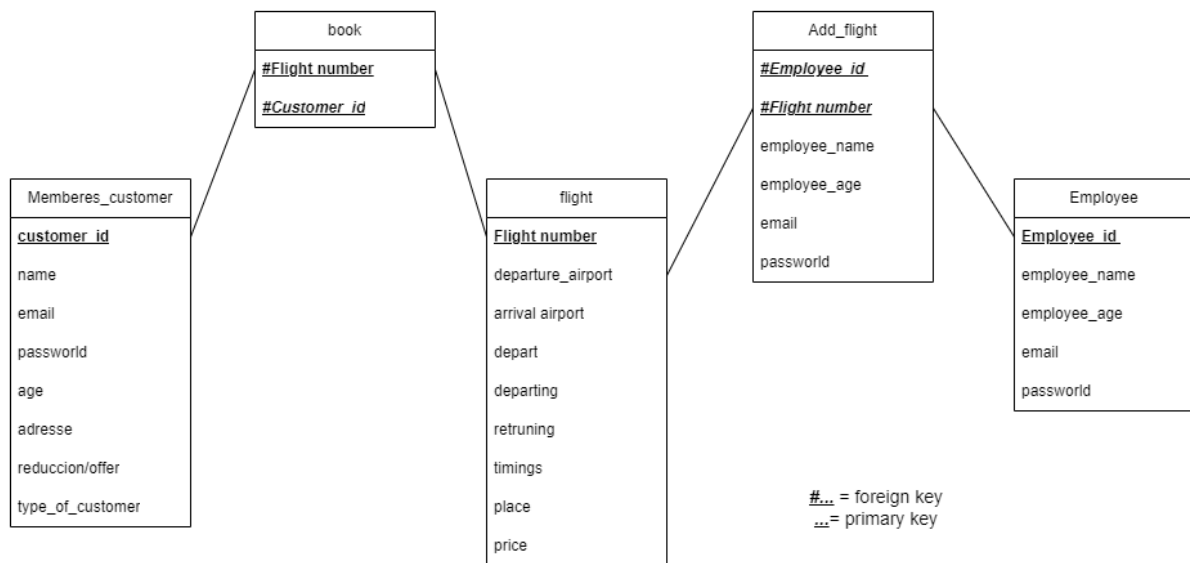 book
#Flight number
#Customer_id
Add_flight
#Employee_id
#Flight number
employee_name
employee_age
email
passworld
Memberes_customer
customer_id
name
email
passworld
age
adresse
reduccion/offer
type_of_customer
flight
Flight number
departure_airport
arrival airport
depart
departing
retruning
timings
place
price
Employee
Employee_id
employee_name
employee_age
email
passworld
#... = foreign key
...= primary key